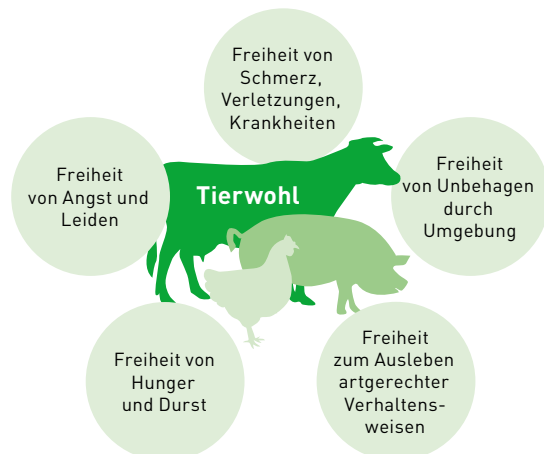 Freiheit von
Schmerz,
Verletzungen,
Krankheiten
Freiheit
von Angst und
Leiden
Tierwohl
Freiheit
von Unbehagen
durch
Umgebung
Freiheit von
Hunger
und Durst
Freiheit
zum Ausleben
artgerechter
Verhaltens-
weisen